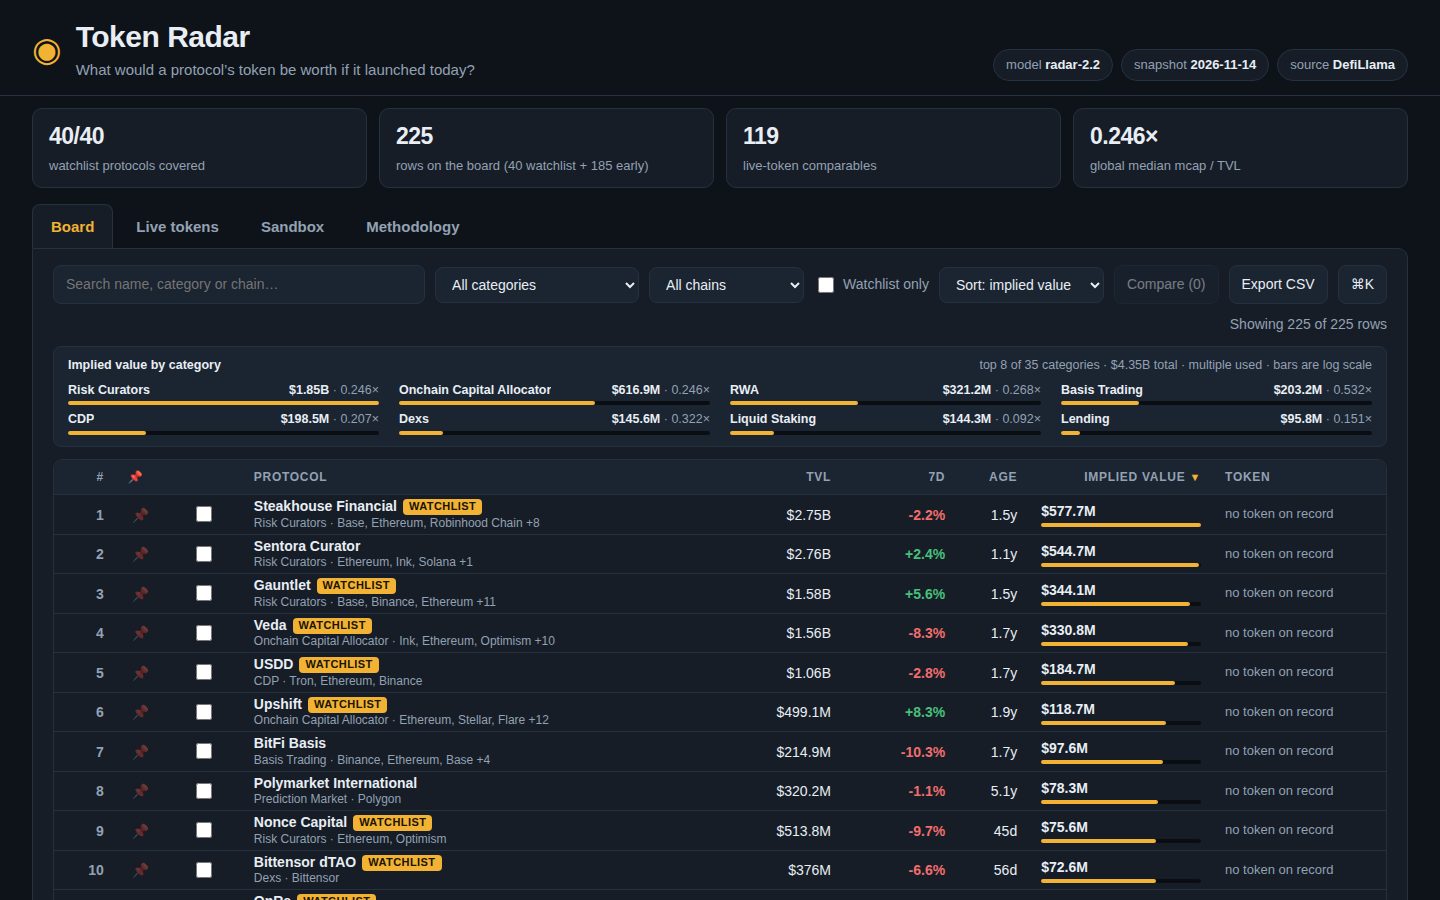 Token Radar
What would a protocol's token be worth if it launched today?
model radar-2.2
snapshot 2026-11-14
source DefiLlama
40/40
watchlist protocols covered
225
rows on the board (40 watchlist + 185 early)
119
live-token comparables
0.246×
global median mcap / TVL
Board Live tokens Sandbox Methodology
Search name, category or chain… All categories All chains Watchlist only Sort: implied value Compare (0) Export CSV ⌘K
Showing 225 of 225 rows
Implied value by category top 8 of 35 categories · $4.35B total · multiple used · bars are log scale
Risk Curators $1.85B · 0.246× Onchain Capital Allocator $616.9M · 0.246× RWA $321.2M · 0.268× Basis Trading $203.2M · 0.532×
CDP $198.5M · 0.207× Dexs $145.6M · 0.322× Liquid Staking $144.3M · 0.092× Lending $95.8M · 0.151×
# PROTOCOL TVL 7D AGE IMPLIED VALUE ▼ TOKEN
1 Steakhouse Financial WATCHLIST $2.75B -2.2% 1.5y $577.7M no token on record
Risk Curators · Base, Ethereum, Robinhood Chain +8
2 Sentora Curator $2.76B +2.4% 1.1y $544.7M no token on record
Risk Curators · Ethereum, Ink, Solana +1
3 Gauntlet WATCHLIST $1.58B +5.6% 1.5y $344.1M no token on record
Risk Curators · Base, Binance, Ethereum +11
4 Veda WATCHLIST $1.56B -8.3% 1.7y $330.8M no token on record
Onchain Capital Allocator · Ink, Ethereum, Optimism +10
5 USDD WATCHLIST $1.06B -2.8% 1.7y $184.7M no token on record
CDP · Tron, Ethereum, Binance
6 Upshift WATCHLIST $499.1M +8.3% 1.9y $118.7M no token on record
Onchain Capital Allocator · Ethereum, Stellar, Flare +12
7 BitFi Basis $214.9M -10.3% 1.7y $97.6M no token on record
Basis Trading · Binance, Ethereum, Base +4
8 Polymarket International $320.2M -1.1% 5.1y $78.3M no token on record
Prediction Market · Polygon
9 Nonce Capital WATCHLIST $513.8M -9.7% 45d $75.6M no token on record
Risk Curators · Ethereum, Optimism
10 Bittensor dTAO WATCHLIST $376M -6.6% 56d $72.6M no token on record
Dexs · Bittensor